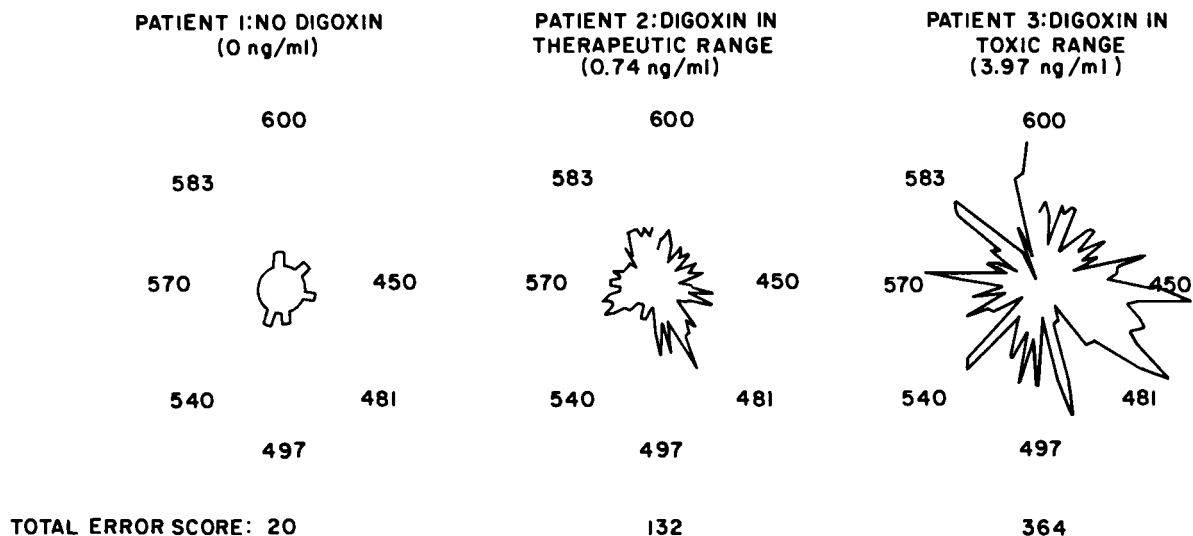 PATIENT 1: NO DIGOXIN
(0 ng/ml)
600
583
570
450
540
481
497
PATIENT 2: DIGOXIN IN
THERAPEUTIC RANGE
(0.74 ng/ml)
600
583
570
450
540
481
497
PATIENT 3: DIGOXIN IN
TOXIC RANGE
(3.97 ng/ml)
600
583
570
450
540
481
497
TOTAL ERROR SCORE: 20 132 364